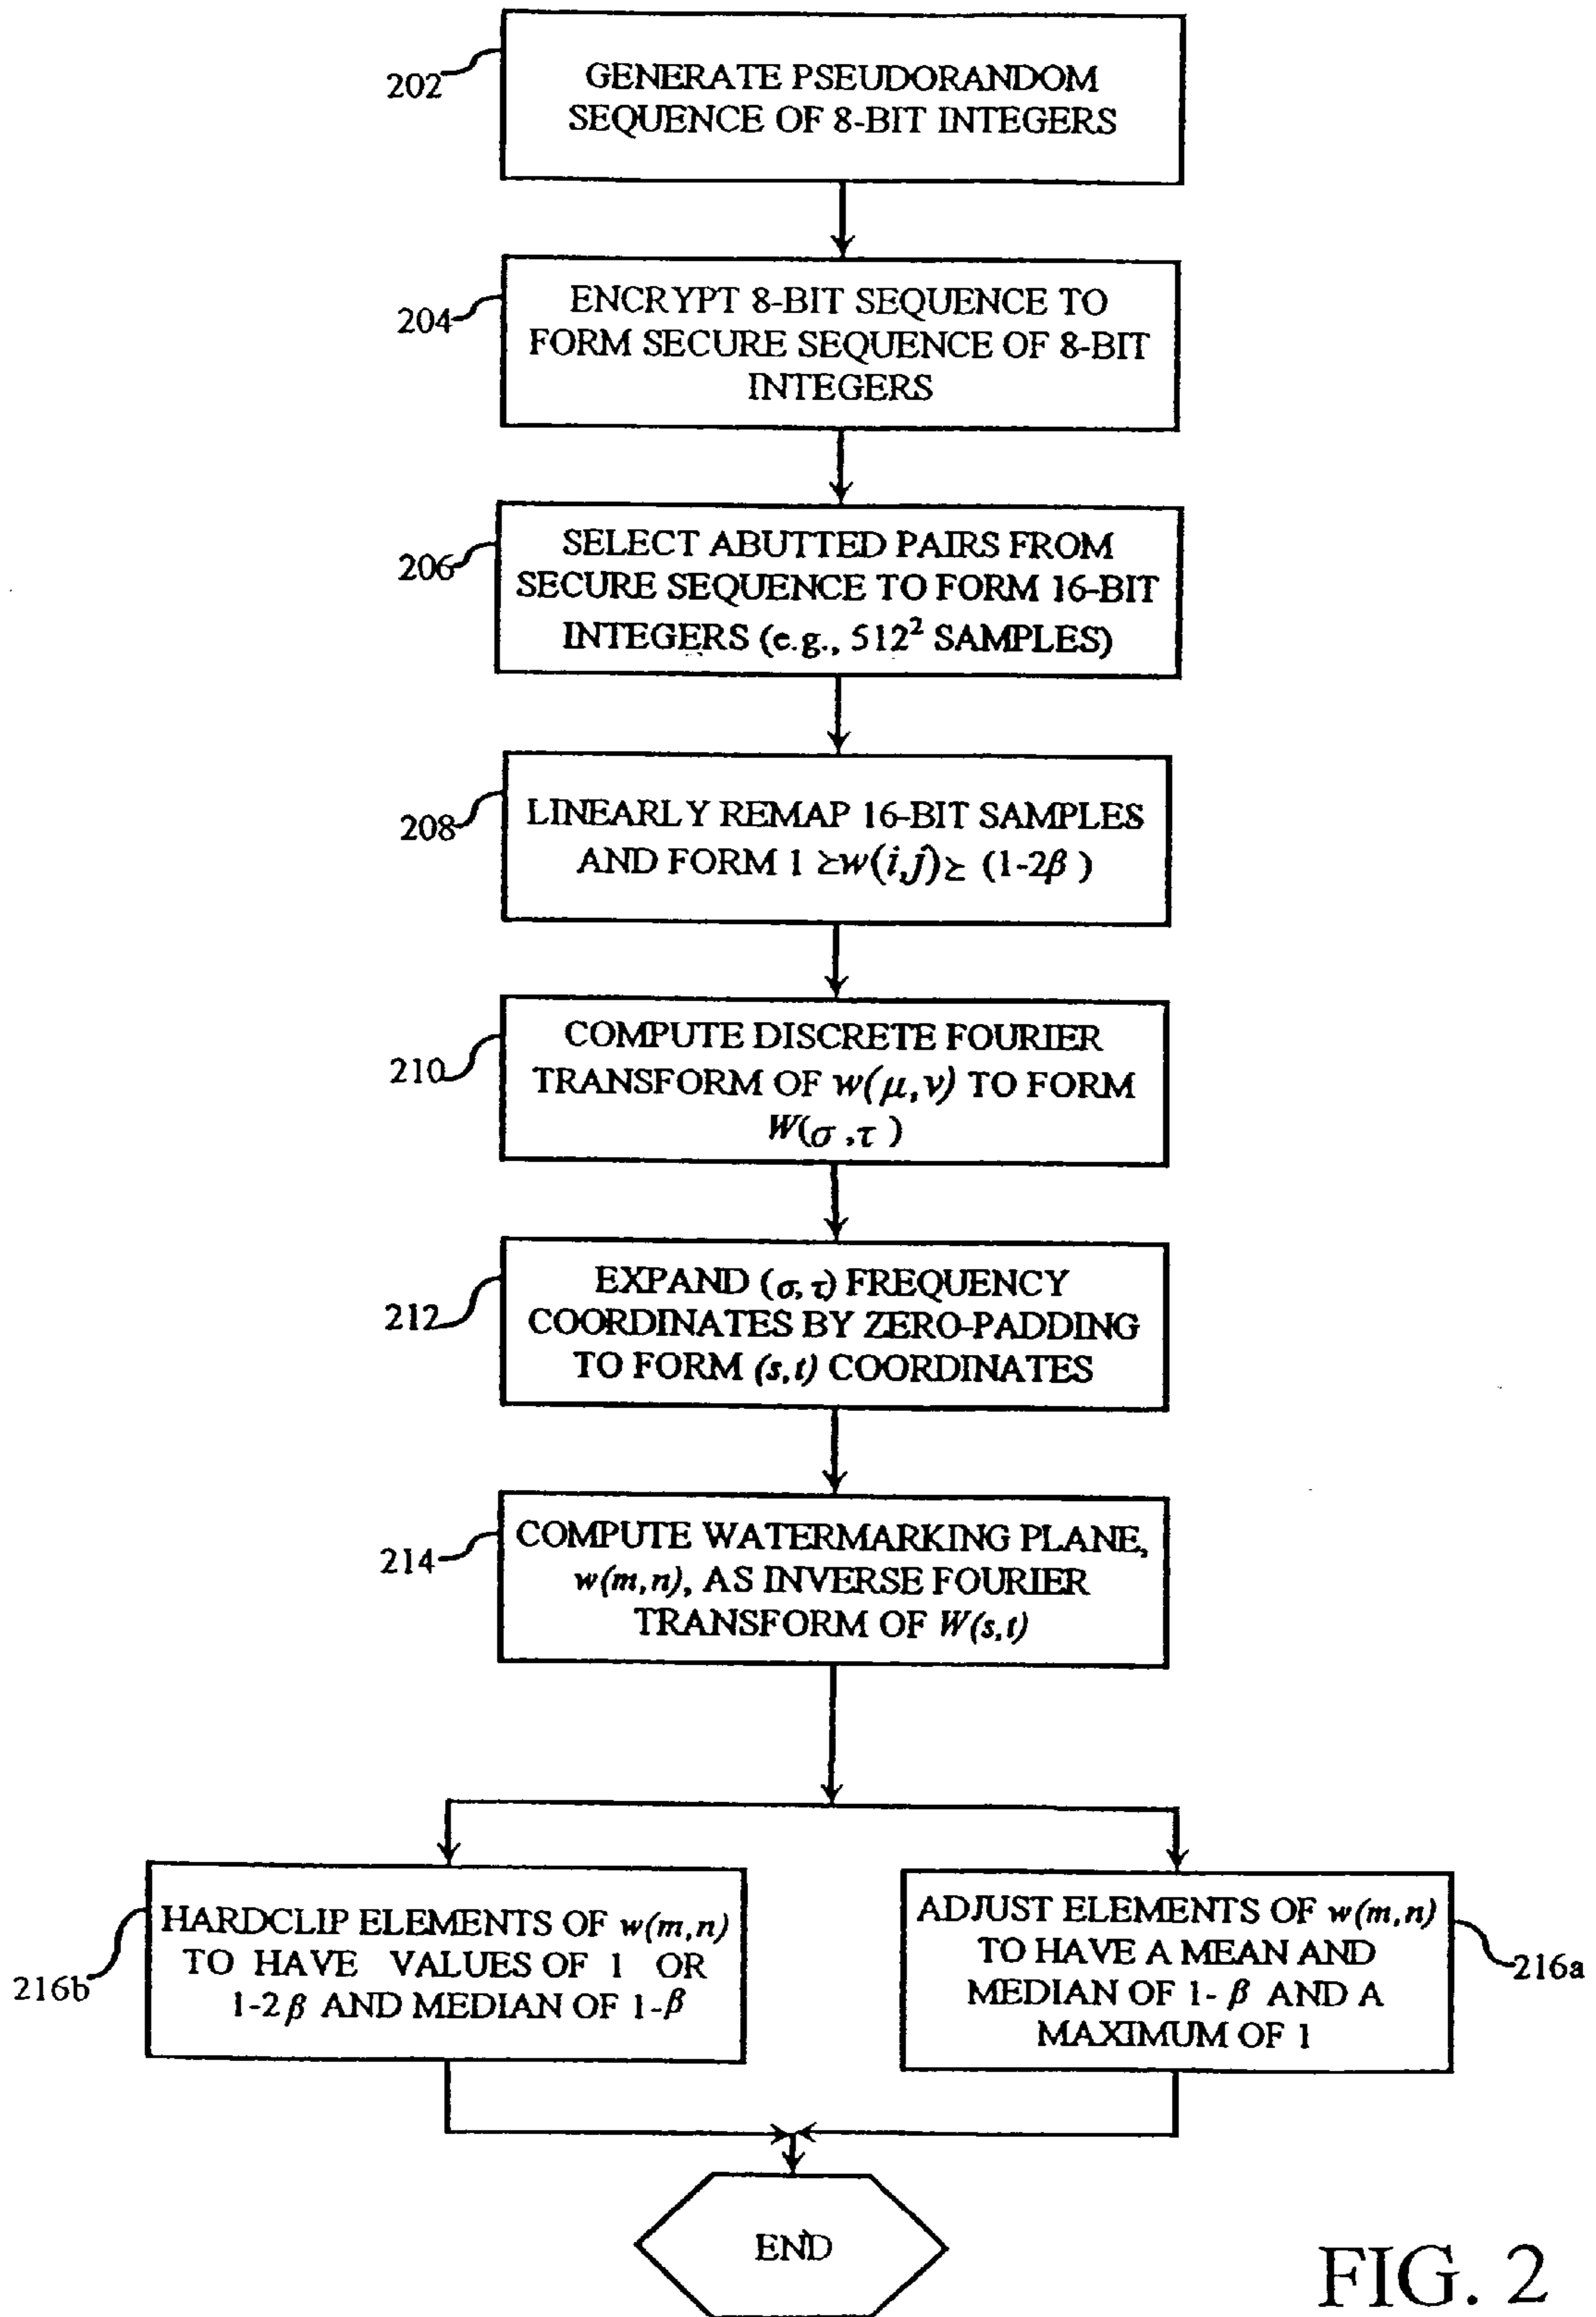 202
GENERATE PSEUDORANDOM
SEQUENCE OF 8-BIT INTEGERS
204
ENCRYPT 8-BIT SEQUENCE TO
FORM SECURE SEQUENCE OF 8-BIT
INTEGERS
206
SELECT ABUTTED PAIRS FROM
SECURE SEQUENCE TO FORM 16-BIT
INTEGERS (e.g., 512² SAMPLES)
208
LINEARLY REMAP 16-BIT SAMPLES
AND FORM 1 ≥w(i,j)≥ (1-2β)
210
COMPUTE DISCRETE FOURIER
TRANSFORM OF w(μ,ν) TO FORM
W(σ,τ)
212
EXPAND (σ,τ) FREQUENCY
COORDINATES BY ZERO-PADDING
TO FORM (s,t) COORDINATES
214
COMPUTE WATERMARKING PLANE,
w(m,n), AS INVERSE FOURIER
TRANSFORM OF W(s,t)
216b
HARDCLIP ELEMENTS OF w(m,n)
TO HAVE VALUES OF 1 OR
1-2β AND MEDIAN OF 1-β
ADJUST ELEMENTS OF w(m,n)
TO HAVE A MEAN AND
MEDIAN OF 1-β AND A
MAXIMUM OF 1
216a
END
FIG. 2